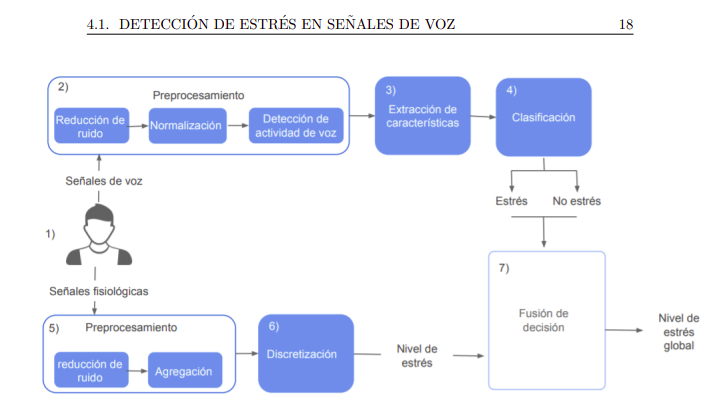 4.1. DETECCIÓN DE ESTRÉS EN SEÑALES DE VOZ 18
2)
Preprocesamiento
Reducción de
ruido
Normalización
Detección de
actividad de voz
3)
Extracción de
características
4)
Clasificación
Señales de voz
Estrés No estrés
1)
Señales fisiológicas
5) Preprocesamiento
reducción de
ruido
Agregación
6)
Discretización
Nivel de
estrés
7)
Fusión de
decisión
Nivel de
estrés
global